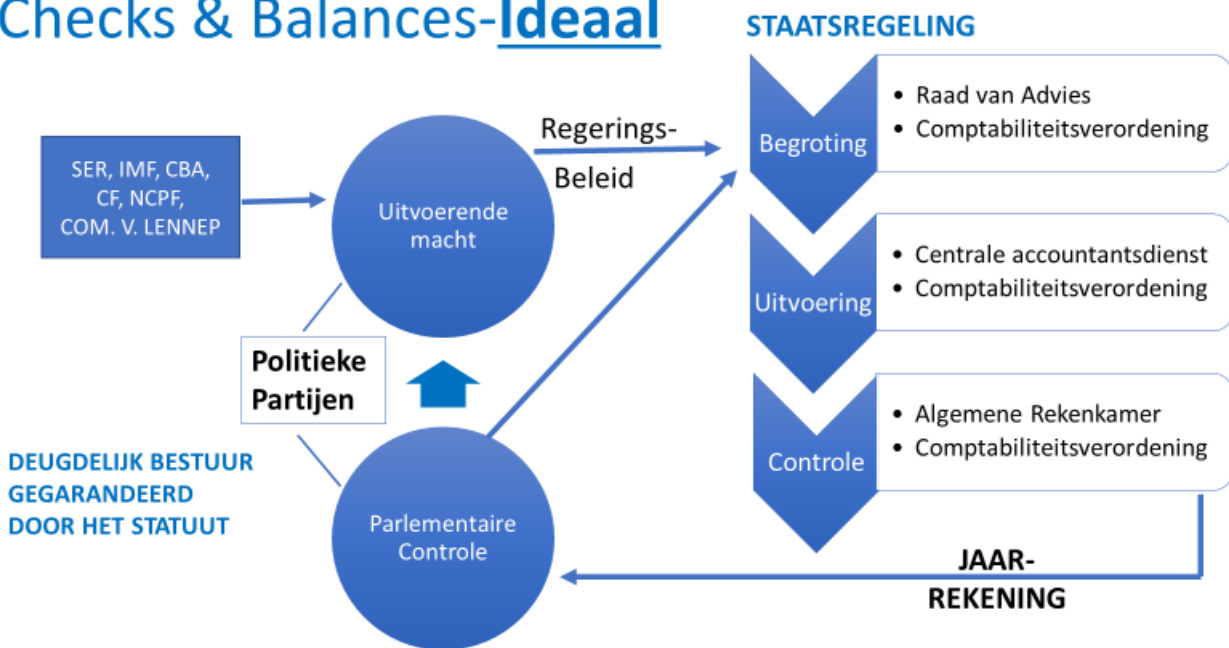 Checks & Balances-Ideaal
STAATSREGELING
SER, IMF, CBA,
CF, NCPF,
COM. V. LENNEP
Uitvoerende
macht
Regerings-
Beleid
Begroting
• Raad van Advies
• Comptabiliteitsverordening
Uitvoering
• Centrale accountantsdienst
• Comptabiliteitsverordening
Controle
• Algemene Rekenkamer
• Comptabiliteitsverordening
Politieke
Partijen
DEUGDELIJK BESTUUR
GEGARANDEERD
DOOR HET STATUUT
Parlementaire
Controle
JAAR-
REKENING